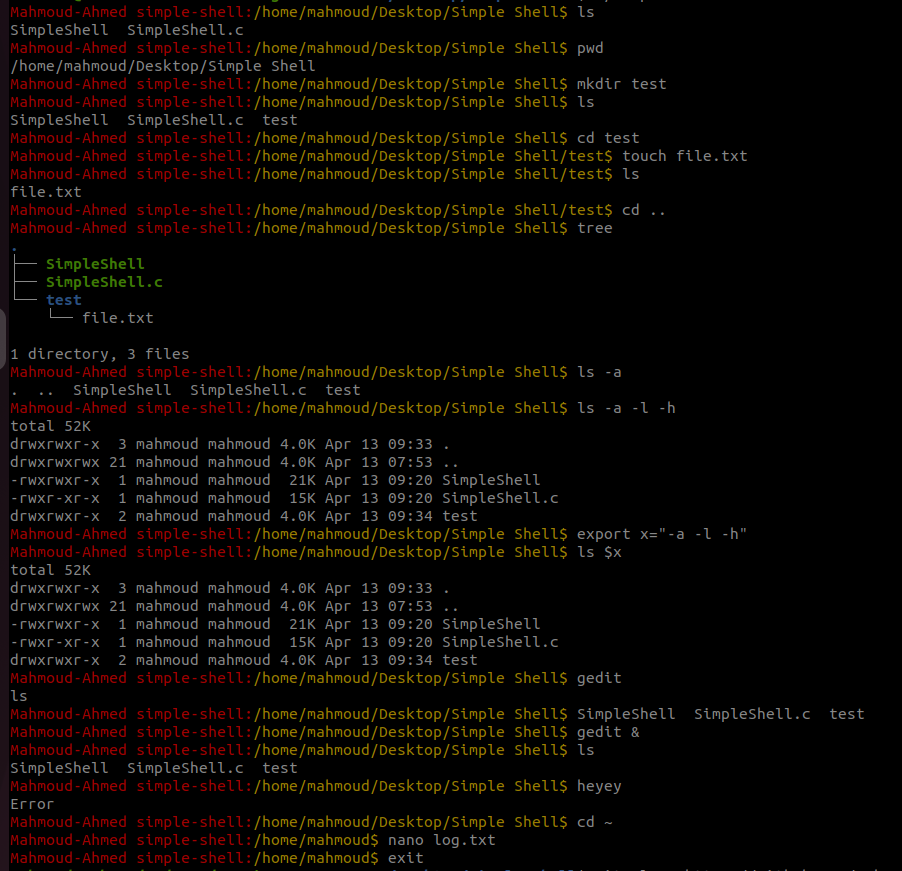 Mahmoud-Ahmed simple-shell:/home/mahmoud/Desktop/Simple Shell$ ls
SimpleShell  SimpleShell.c
Mahmoud-Ahmed simple-shell:/home/mahmoud/Desktop/Simple Shell$ pwd
/home/mahmoud/Desktop/Simple Shell
Mahmoud-Ahmed simple-shell:/home/mahmoud/Desktop/Simple Shell$ mkdir test
Mahmoud-Ahmed simple-shell:/home/mahmoud/Desktop/Simple Shell$ ls
SimpleShell  SimpleShell.c  test
Mahmoud-Ahmed simple-shell:/home/mahmoud/Desktop/Simple Shell$ cd test
Mahmoud-Ahmed simple-shell:/home/mahmoud/Desktop/Simple Shell/test$ touch file.txt
Mahmoud-Ahmed simple-shell:/home/mahmoud/Desktop/Simple Shell/test$ ls
file.txt
Mahmoud-Ahmed simple-shell:/home/mahmoud/Desktop/Simple Shell/test$ cd ..
Mahmoud-Ahmed simple-shell:/home/mahmoud/Desktop/Simple Shell$ tree
.
├── SimpleShell
├── SimpleShell.c
└── test
    └── file.txt

1 directory, 3 files
Mahmoud-Ahmed simple-shell:/home/mahmoud/Desktop/Simple Shell$ ls -a
.  ..  SimpleShell  SimpleShell.c  test
Mahmoud-Ahmed simple-shell:/home/mahmoud/Desktop/Simple Shell$ ls -a -l -h
total 52K
drwxrwxr-x  3 mahmoud mahmoud 4.0K Apr 13 09:33 .
drwxrwxrwx 21 mahmoud mahmoud 4.0K Apr 13 07:53 ..
-rwxrwxr-x  1 mahmoud mahmoud  21K Apr 13 09:20 SimpleShell
-rwxr-xr-x  1 mahmoud mahmoud  15K Apr 13 09:20 SimpleShell.c
drwxrwxr-x  2 mahmoud mahmoud 4.0K Apr 13 09:34 test
Mahmoud-Ahmed simple-shell:/home/mahmoud/Desktop/Simple Shell$ export x="-a -l -h"
Mahmoud-Ahmed simple-shell:/home/mahmoud/Desktop/Simple Shell$ ls $x
total 52K
drwxrwxr-x  3 mahmoud mahmoud 4.0K Apr 13 09:33 .
drwxrwxrwx 21 mahmoud mahmoud 4.0K Apr 13 07:53 ..
-rwxrwxr-x  1 mahmoud mahmoud  21K Apr 13 09:20 SimpleShell
-rwxr-xr-x  1 mahmoud mahmoud  15K Apr 13 09:20 SimpleShell.c
drwxrwxr-x  2 mahmoud mahmoud 4.0K Apr 13 09:34 test
Mahmoud-Ahmed simple-shell:/home/mahmoud/Desktop/Simple Shell$ gedit
ls
Mahmoud-Ahmed simple-shell:/home/mahmoud/Desktop/Simple Shell$ SimpleShell  SimpleShell.c  test
Mahmoud-Ahmed simple-shell:/home/mahmoud/Desktop/Simple Shell$ gedit &
Mahmoud-Ahmed simple-shell:/home/mahmoud/Desktop/Simple Shell$ ls
SimpleShell  SimpleShell.c  test
Mahmoud-Ahmed simple-shell:/home/mahmoud/Desktop/Simple Shell$ heyey
Error
Mahmoud-Ahmed simple-shell:/home/mahmoud/Desktop/Simple Shell$ cd ~
Mahmoud-Ahmed simple-shell:/home/mahmoud$ nano log.txt
Mahmoud-Ahmed simple-shell:/home/mahmoud$ exit